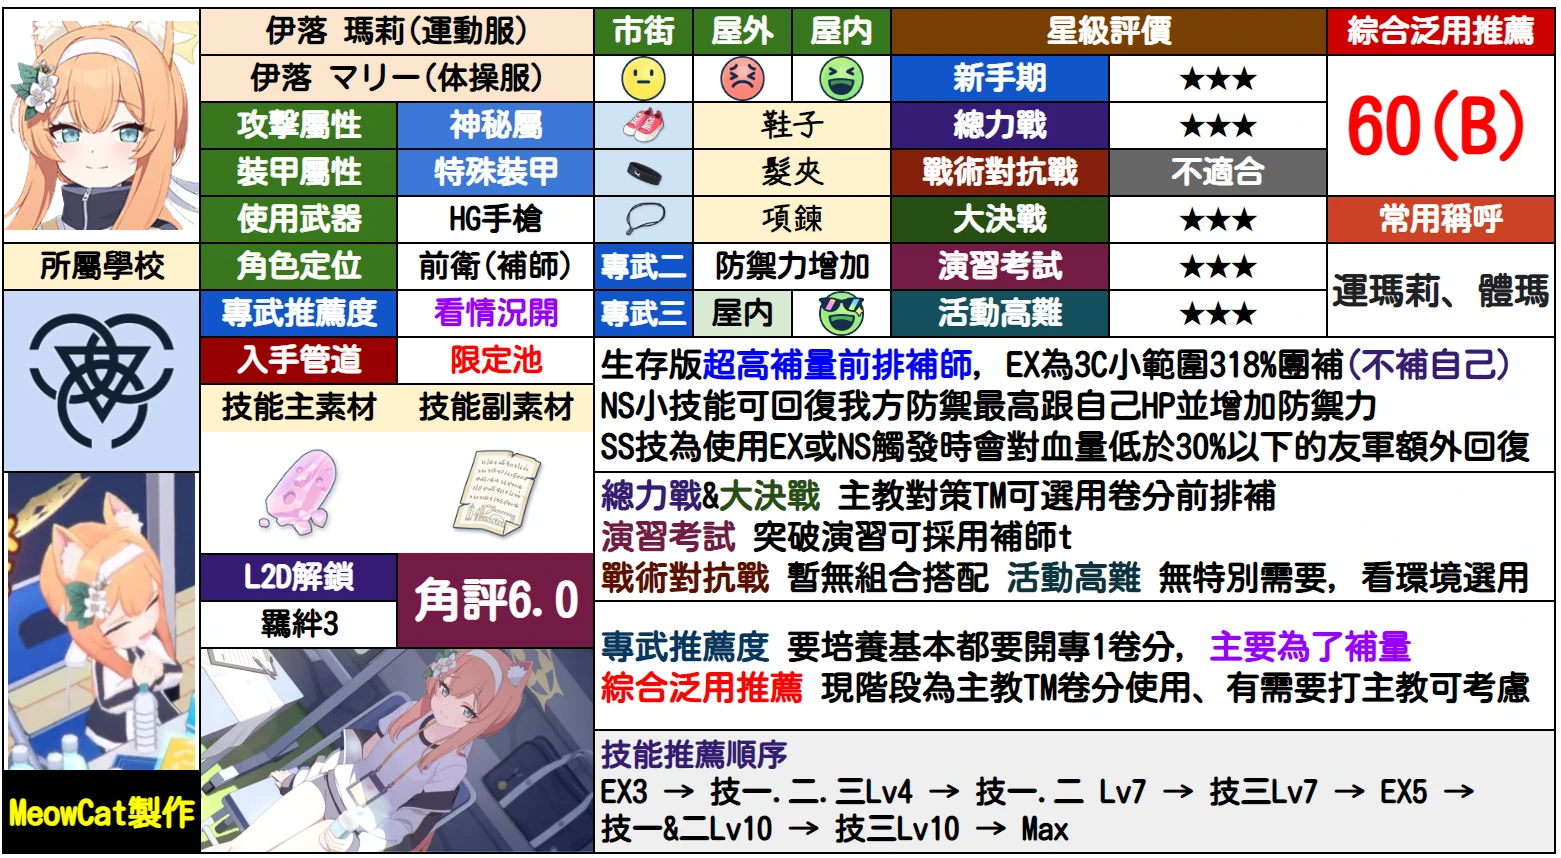 伊落 瑪莉(運動服)
伊落 マリー(体操服)
市街 屋外 屋内
星級評價
綜合泛用推薦
新手期 ★★★
60(B)
攻擊屬性 神秘屬 鞋子 總力戰 ★★★
裝甲屬性 特殊裝甲 髮夾 戰術對抗戰 不適合
使用武器 HG手槍 項鍊 大決戰 ★★★
常用稱呼
所屬學校
角色定位 前衛(補師) 專武二 防禦力增加 演習考試 ★★★
運瑪莉、體瑪
專武推薦度 看情況開 專武三 屋内 活動高難 ★★★
入手管道 限定池
技能主素材 技能副素材
生存版超高補量前排補師, EX為3C小範圍318%團補(不補自己)
NS小技能可回復我方防禦最高跟自己HP並增加防禦力
SS技為使用EX或NS觸發時會對血量低於30%以下的友軍額外回復
總力戰&大決戰 主教對策TM可選用卷分前排補
演習考試 突破演習可採用補師t
戰術對抗戰 暫無組合搭配 活動高難 無特別需要, 看環境選用
L2D解鎖
羈絆3
角評6.0
專武推薦度 要培養基本都要開專1卷分, 主要為了補量
綜合泛用推薦 現階段為主教TM卷分使用、有需要打主教可考慮
技能推薦順序
EX3 → 技一.二.三Lv4 → 技一.二 Lv7 → 技三Lv7 → EX5 →
技一&二Lv10 → 技三Lv10 → Max
MeowCat製作